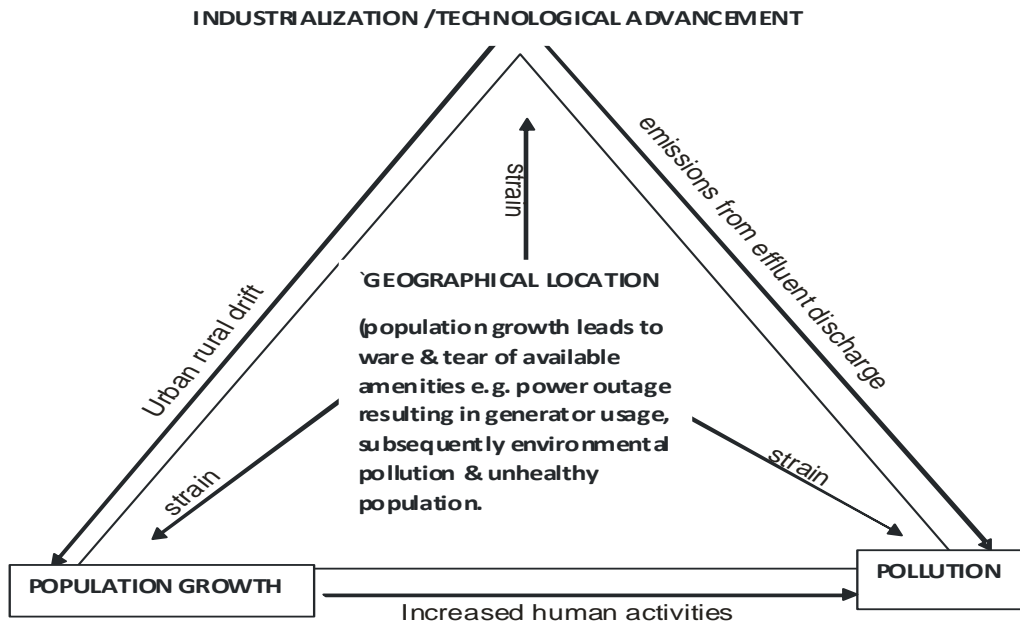 INDUSTRIALIZATION /TECHNOLOGICAL ADVANCEMENT
emissions from effluent discharge
strain
`GEOGRAPHICAL LOCATION
Urban rural drift
(population growth leads to
ware & tear of available
amenities e.g. power outage
resulting in generator usage,
subsequently environmental
pollution & unhealthy
population.
strain
strain
POPULATION GROWTH
POLLUTION
Increased human activities